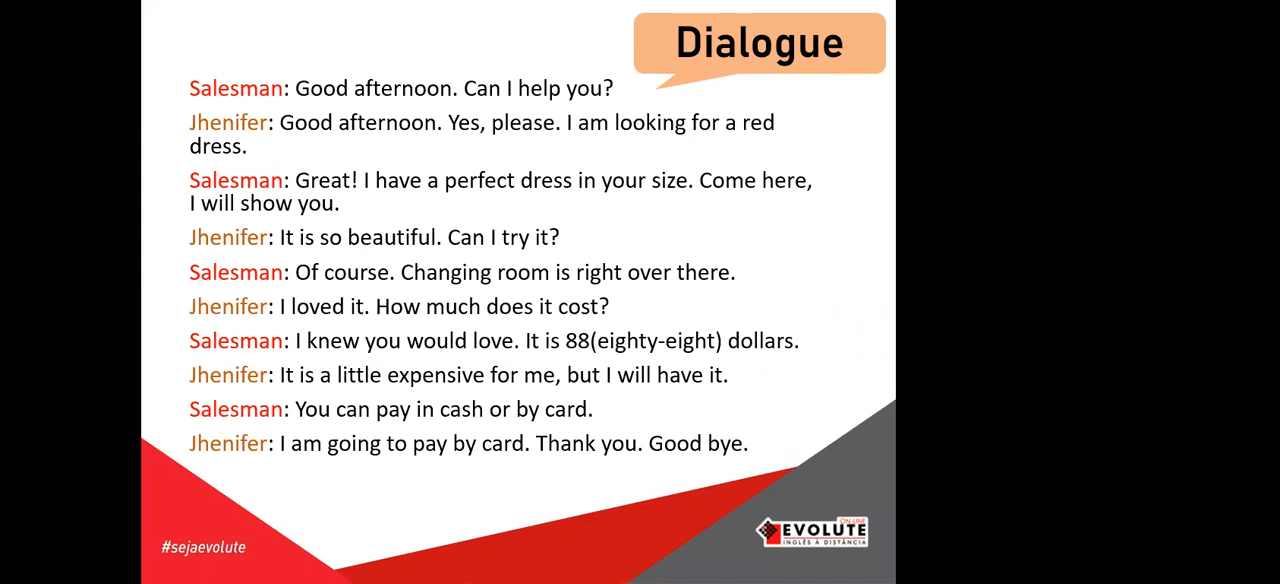 Dialogue
Salesman: Good afternoon. Can I help you?
Jhenifer: Good afternoon. Yes, please. I am looking for a red
dress.
Salesman: Great! I have a perfect dress in your size. Come here,
I will show you.
Jhenifer: It is so beautiful. Can I try it?
Salesman: Of course. Changing room is right over there.
Jhenifer: I loved it. How much does it cost?
Salesman: I knew you would love. It is 88(eighty-eight) dollars.
Jhenifer: It is a little expensive for me, but I will have it.
Salesman: You can pay in cash or by card.
Jhenifer: I am going to pay by card. Thank you. Good bye.
#sejaevolute
ON-LINE
EVOLUTE
INGLÊS À DISTÂNCIA